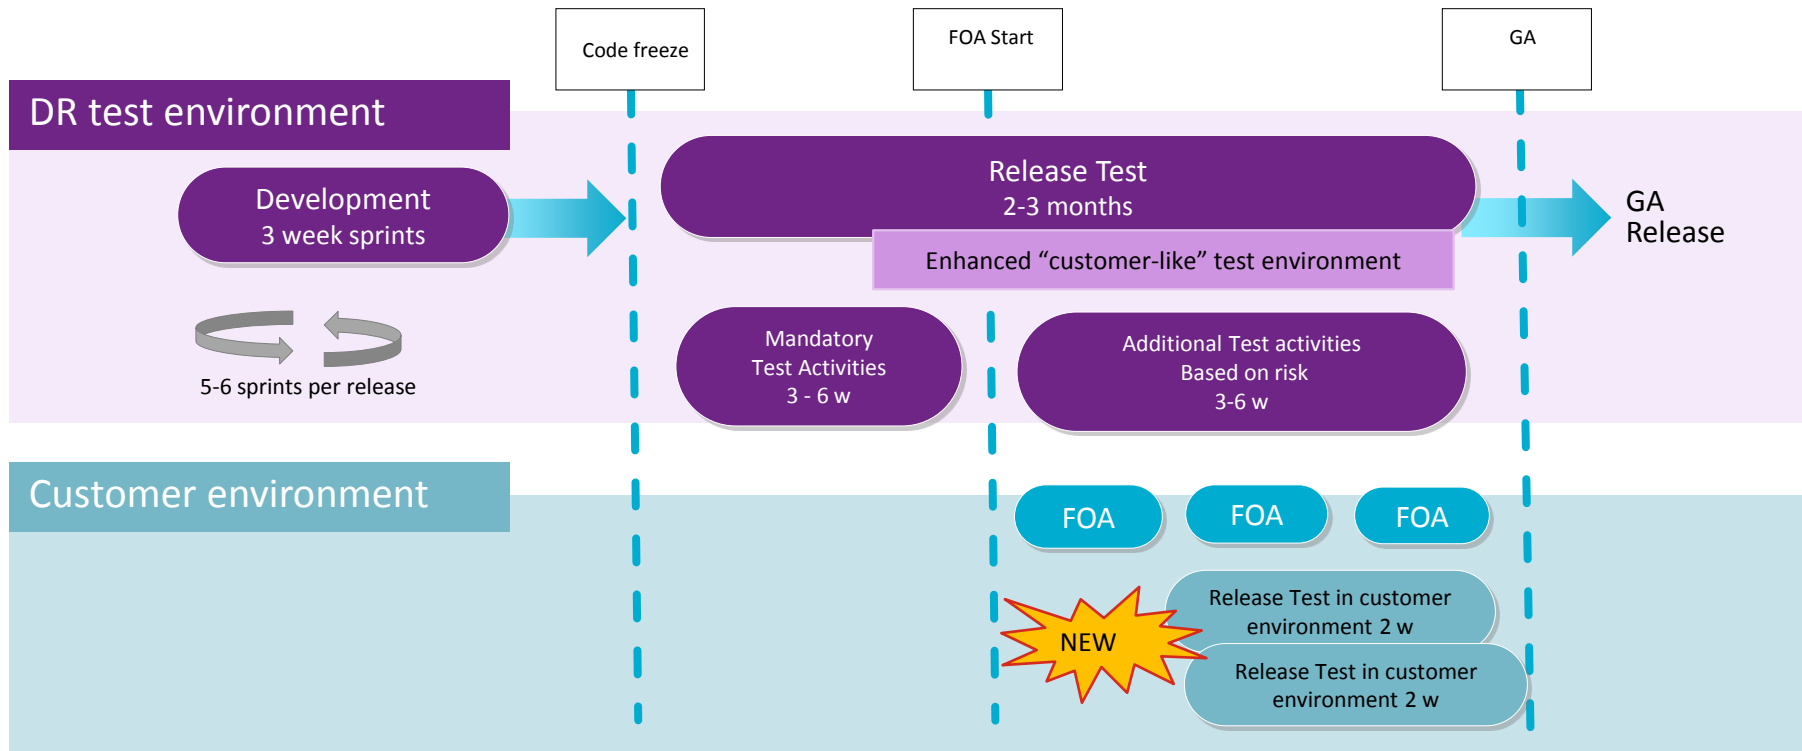 Code freeze
FOA Start
GA
DR test environment
Development
3 week sprints
Release Test
2-3 months
GA
Release
Enhanced “customer-like” test environment
5-6 sprints per release
Mandatory
Test Activities
3 - 6 w
Additional Test activities
Based on risk
3-6 w
Customer environment
FOA
FOA
FOA
NEW
Release Test in customer
environment 2 w
Release Test in customer
environment 2 w